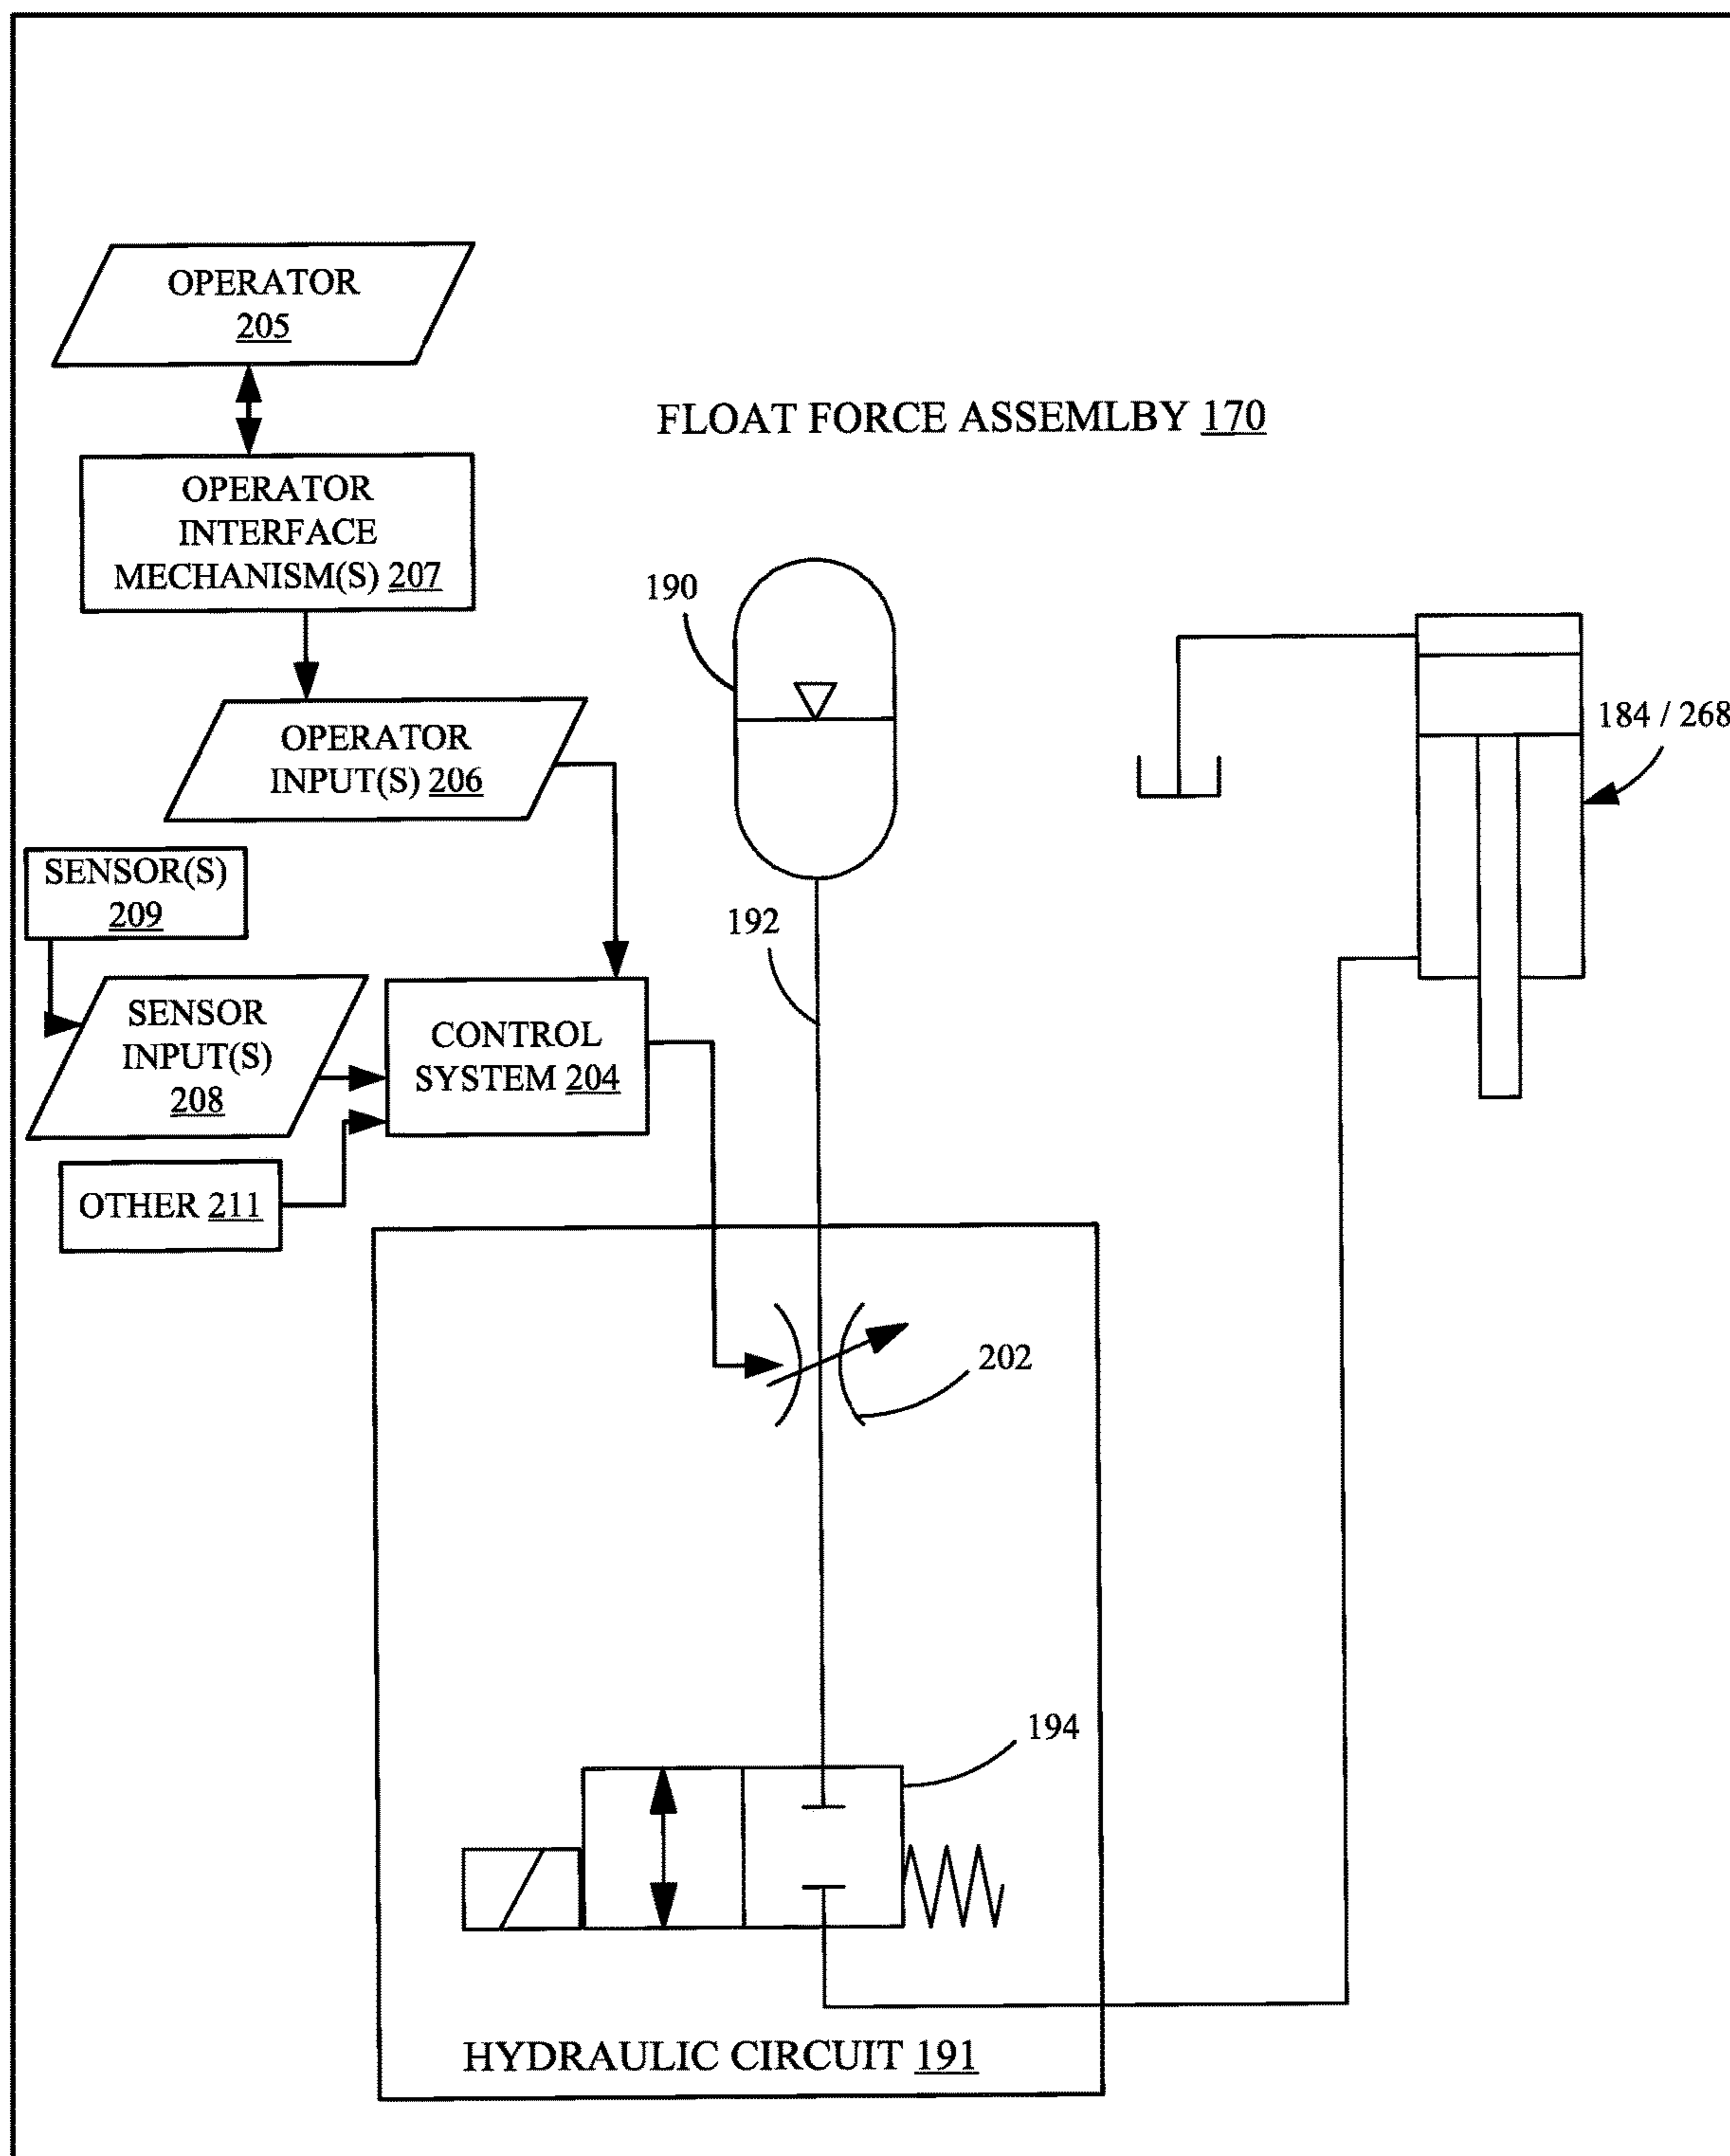 OPERATOR
205
FLOAT FORCE ASSEMLBY 170
OPERATOR
INTERFACE
MECHANISM(S) 207
190
184 / 268
OPERATOR
INPUT(S) 206
SENSOR(S)
209
192
SENSOR
INPUT(S)
208
CONTROL
SYSTEM 204
OTHER 211
202
194
HYDRAULIC CIRCUIT 191